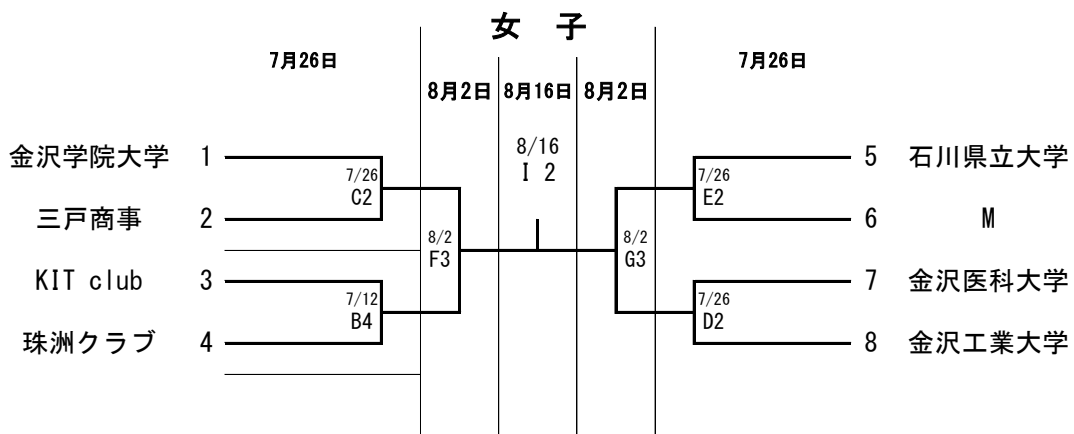 女 子
7月26日
7月26日
8月2日
8月16日
8月2日
8/16
I 2
金沢学院大学 1
7/26
C2
三戸商事 2
8/2
F3
KIT club 3
7/12
B4
珠洲クラブ 4
5 石川県立大学
7/26
E2
6 M
8/2
G3
7 金沢医科大学
7/26
D2
8 金沢工業大学